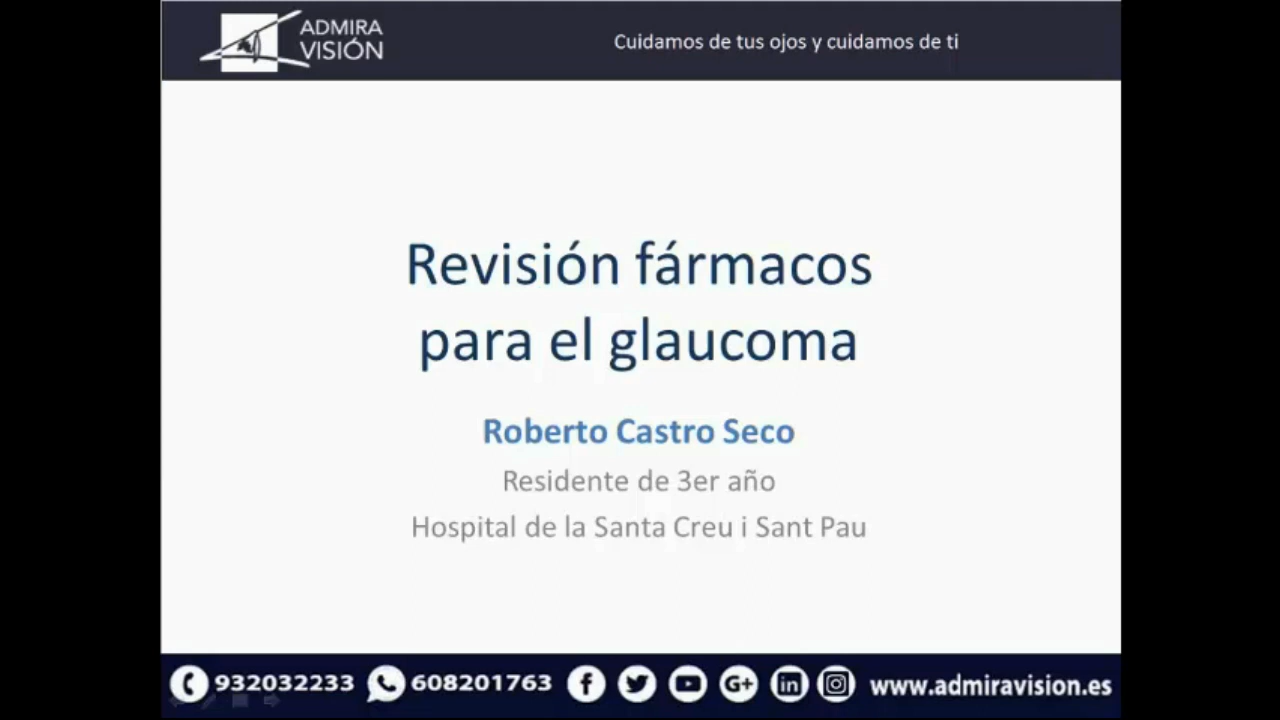 ADMIRA
VISIÓN
Cuidamos de tus ojos y cuidamos de ti
Revisión fármacos
para el glaucoma
Roberto Castro Seco
Residente de 3er año
Hospital de la Santa Creu i Sant Pau
932032233 608201763 f G+ in www.admiravision.es